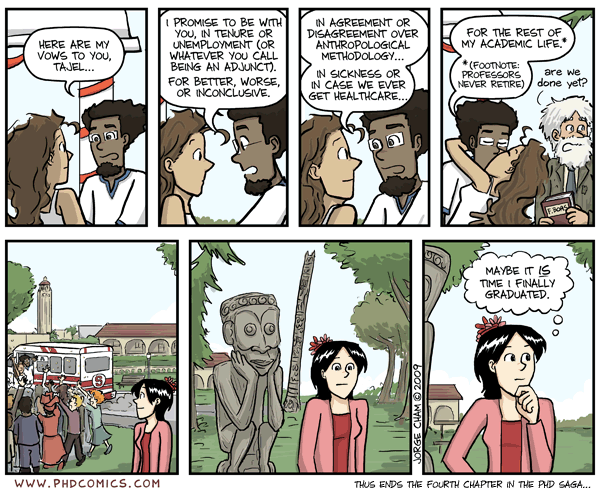 HERE ARE MY
VOWS TO YOU,
TAJEL...
I PROMISE TO BE WITH
YOU, IN TENURE OR
UNEMPLOYMENT (OR
WHATEVER YOU CALL
BEING AN ADJUNCT).
FOR BETTER, WORSE,
OR INCONCLUSIVE.
IN AGREEMENT OR
DISAGREEMENT OVER
ANTHROPOLOGICAL
METHODOLOGY...
IN SICKNESS OR
IN CASE WE EVER
GET HEALTHCARE...
FOR THE REST OF
MY ACADEMIC LIFE.*
*(FOOTNOTE:
PROFESSORS
NEVER RETIRE)
are we
done yet?
F. BOAS
MAYBE IT IS
TIME I FINALLY
GRADUATED.
JORGE CHAM © 2009
WWW.PHDCOMICS.COM
THUS ENDS THE FOURTH CHAPTER IN THE PHD SAGA...